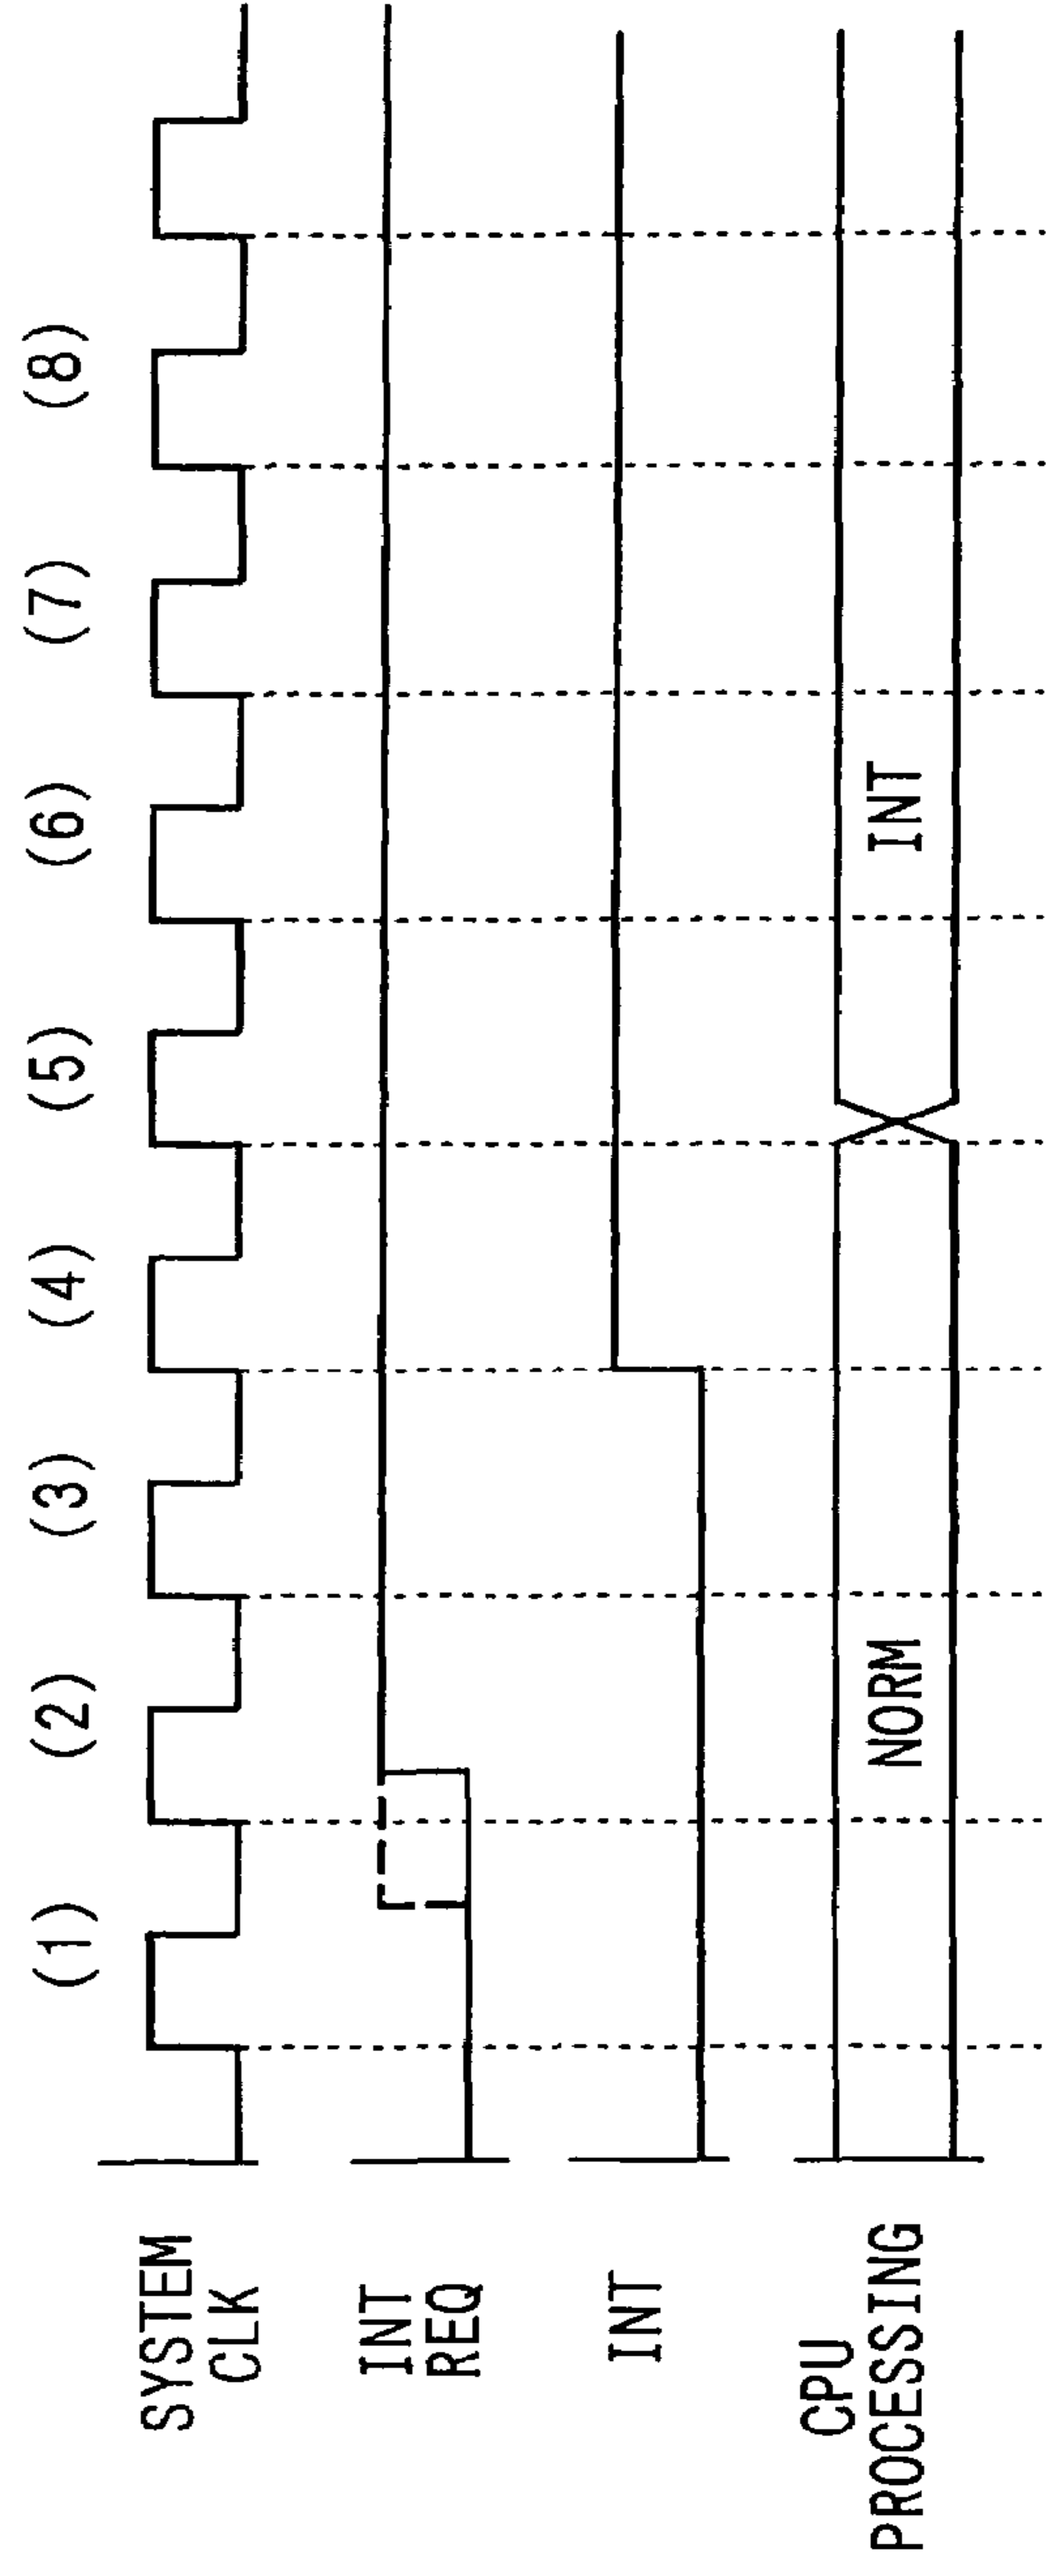 (1) (2) (3) (4) (5) (6) (7) (8)
SYSTEM
CLK
INT
REQ
INT
CPU
PROCESSING
NORM
INT